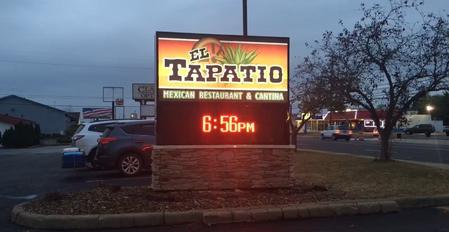 EL
TAPATIO
MEXICAN RESTAURANT & CANTINA
6:56PM